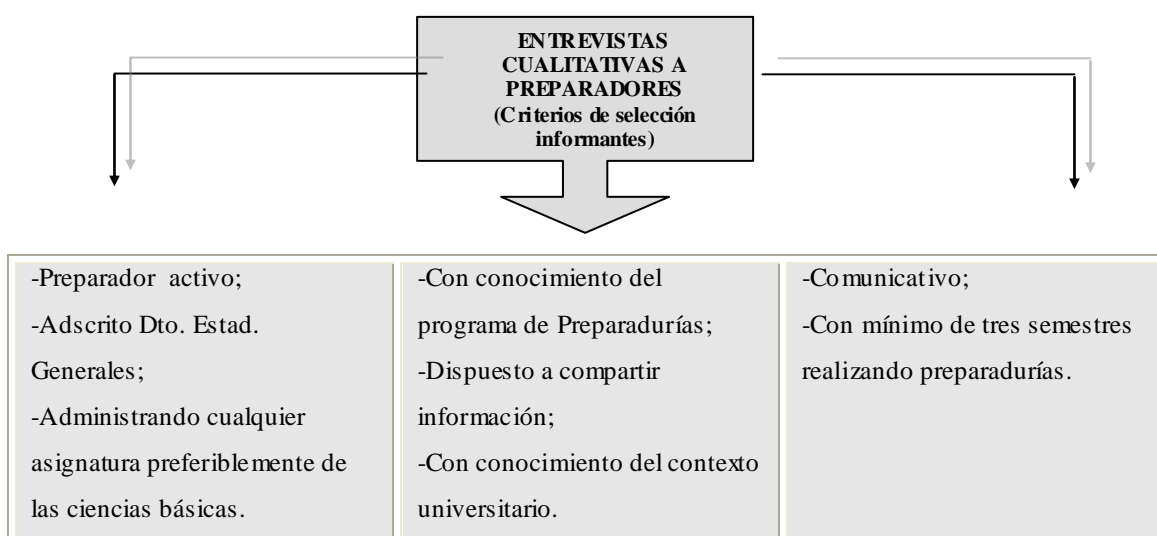 ENTREVISTAS
CUALITATIVAS A
PREPARADORES
(Criterios de selección
informantes)
-Preparador activo;
-Adscrito Dto. Estad.
Generales;
-Administrando cualquier
asignatura preferiblemente de
las ciencias básicas.
-Con conocimiento del
programa de Preparadurías;
-Dispuesto a compartir
información;
-Con conocimiento del contexto
universitario.
-Comunicativo;
-Con mínimo de tres semestres
realizando preparadurías.